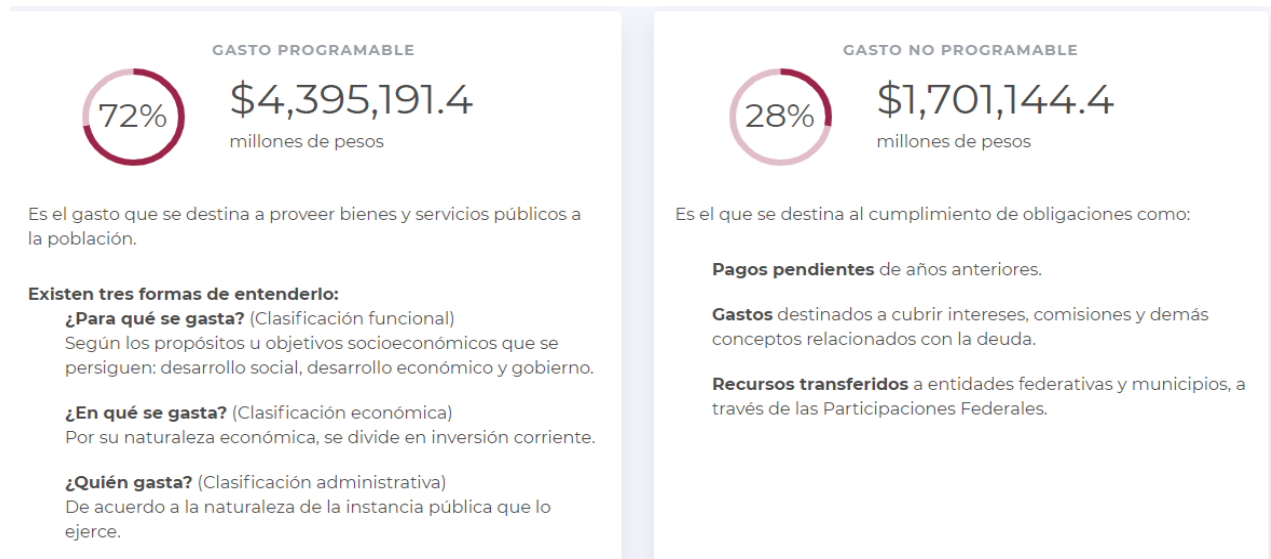 GASTO PROGRAMABLE
72%
$4,395,191.4
millones de pesos
Es el gasto que se destina a proveer bienes y servicios públicos a
la población.
Existen tres formas de entenderlo:
¿Para qué se gasta? (Clasificación funcional)
Según los propósitos u objetivos socioeconómicos que se
persiguen: desarrollo social, desarrollo económico y gobierno.
¿En qué se gasta? (Clasificación económica)
Por su naturaleza económica, se divide en inversión corriente.
¿Quién gasta? (Clasificación administrativa)
De acuerdo a la naturaleza de la instancia pública que lo
ejerce.
GASTO NO PROGRAMABLE
28%
$1,701,144.4
millones de pesos
Es el que se destina al cumplimiento de obligaciones como:
Pagos pendientes de años anteriores.
Gastos destinados a cubrir intereses, comisiones y demás
conceptos relacionados con la deuda.
Recursos transferidos a entidades federativas y municipios, a
través de las Participaciones Federales.